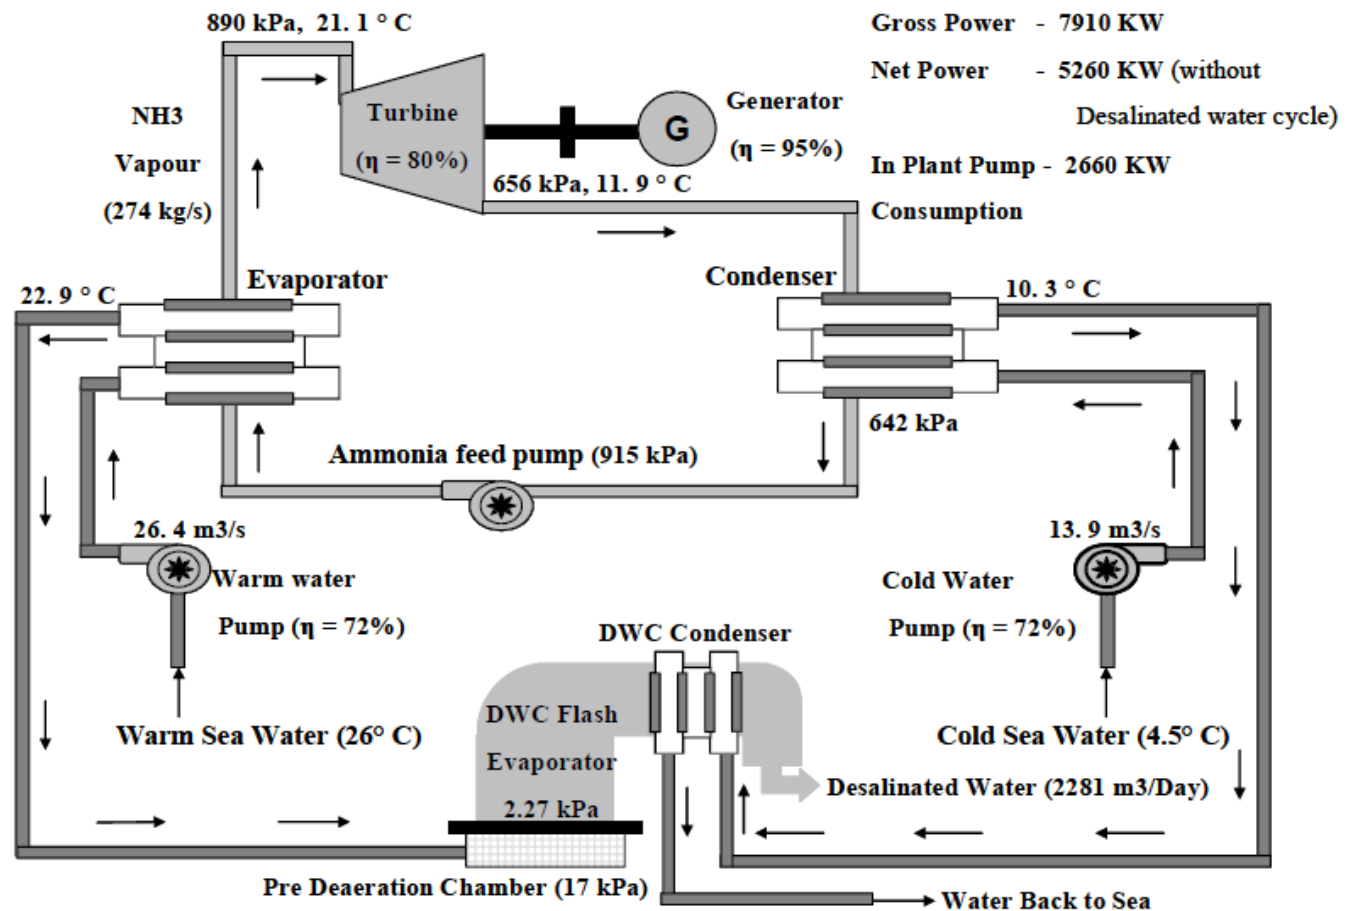 890 kPa, 21. 1 ° C
Gross Power - 7910 KW
Net Power - 5260 KW (without
Desalinated water cycle)
In Plant Pump - 2660 KW
Consumption
NH3
Vapour
(274 kg/s)
Turbine
(η = 80%)
G
Generator
(η = 95%)
656 kPa, 11. 9 ° C
Evaporator
Condenser
22. 9 ° C
10. 3 ° C
642 kPa
Ammonia feed pump (915 kPa)
26. 4 m3/s
Warm water
Pump (η = 72%)
13. 9 m3/s
Cold Water
Pump (η = 72%)
Warm Sea Water (26° C)
Cold Sea Water (4.5° C)
DWC Condenser
DWC Flash
Evaporator
2.27 kPa
Desalinated Water (2281 m3/Day)
Pre Deaeration Chamber (17 kPa)
Water Back to Sea